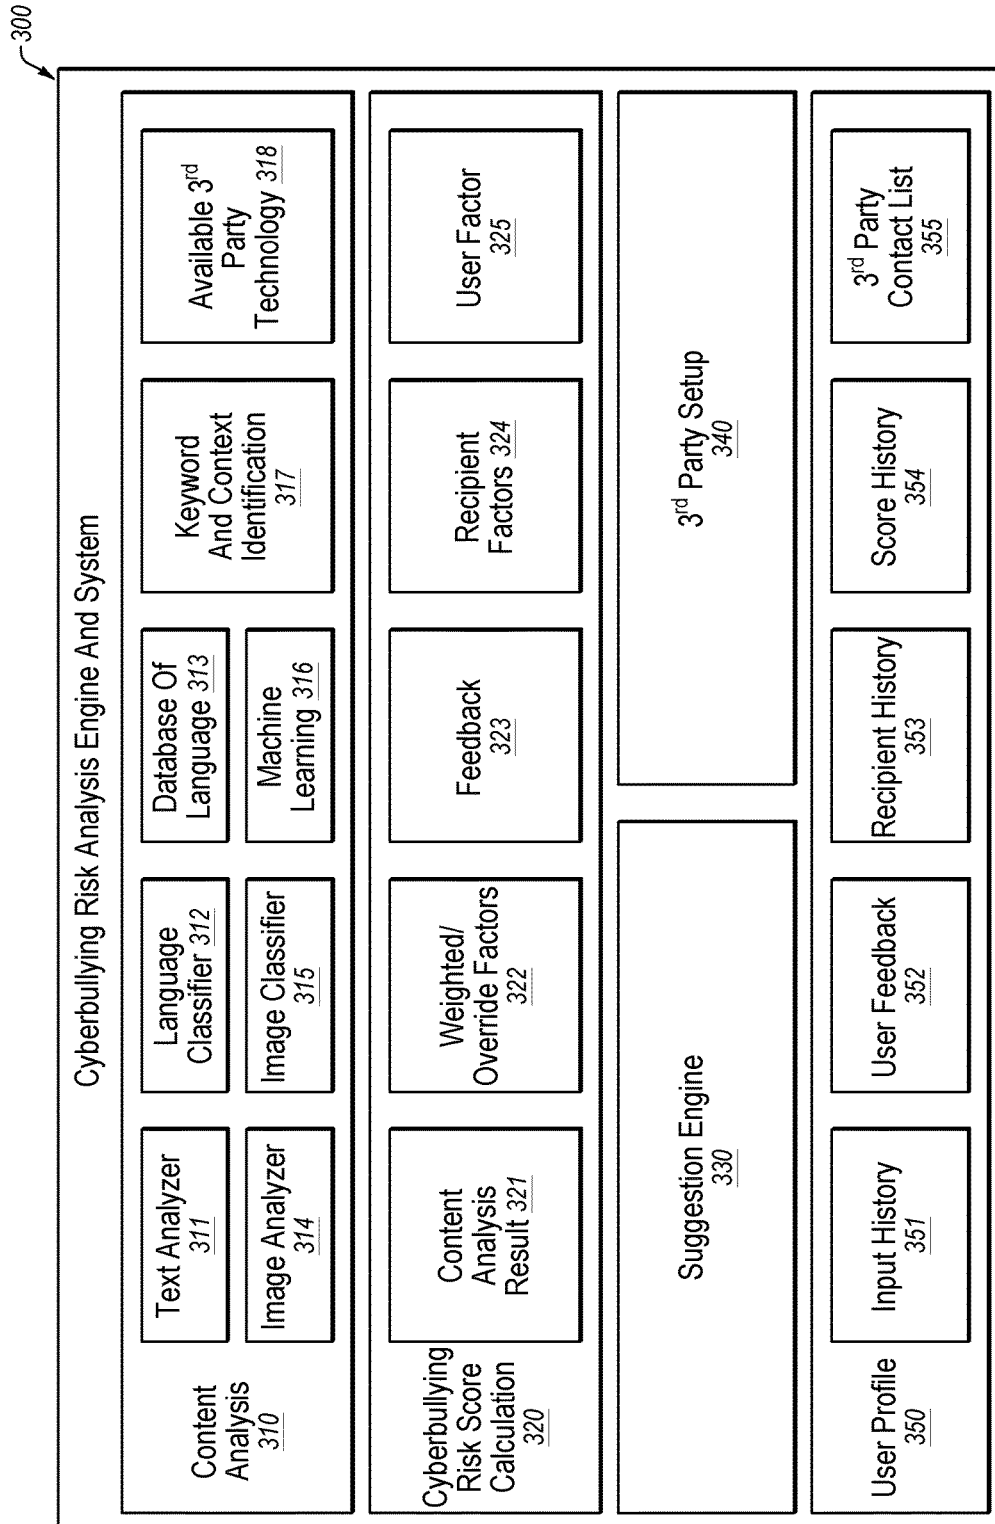 300
Cyberbullying Risk Analysis Engine And System
Content
Analysis
310
Text Analyzer
311
Language
Classifier 312
Database Of
Language 313
Image Analyzer
314
Image Classifier
315
Machine
Learning 316
Keyword
And Context
Identification
317
Available 3rd
Party
Technology 318
Cyberbullying
Risk Score
Calculation
320
Content
Analysis
Result 321
Weighted/
Override Factors
322
Feedback
323
Recipient
Factors 324
User Factor
325
Suggestion Engine
330
3rd Party Setup
340
User Profile
350
Input History
351
User Feedback
352
Recipient History
353
Score History
354
3rd Party
Contact List
355